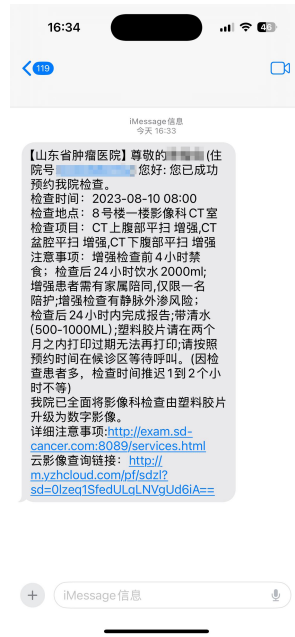 16:34
46
119
iMessage信息
今天 16:33
【山东省肿瘤医院】尊敬的 (住
院号 您好: 您已成功
预约我院检查。
检查时间：2023-08-10 08:00
检查地点：8号楼一楼影像科CT室
检查项目：CT上腹部平扫 增强,CT
盆腔平扫 增强,CT下腹部平扫 增强
注意事项：增强检查前4小时禁
食；检查后24小时饮水2000ml;
增强患者需有家属陪同,仅限一名
陪护;增强检查有静脉外渗风险；
检查后24小时内完成报告;带清水
(500-1000ML);塑料胶片请在两个
月之内打印过期无法再打印;请按照
预约时间在候诊区等待呼叫。(因检
查患者多，检查时间推迟1到2个小
时不等)
我院已全面将影像科检查由塑料胶片
升级为数字影像。
详细注意事项:http://exam.sd-
cancer.com:8089/services.html
云影像查询链接：http://
m.yzhcloud.com/pf/sdzl?
sd=0lzeq1SfedULgLNVgUd6iA==
iMessage信息